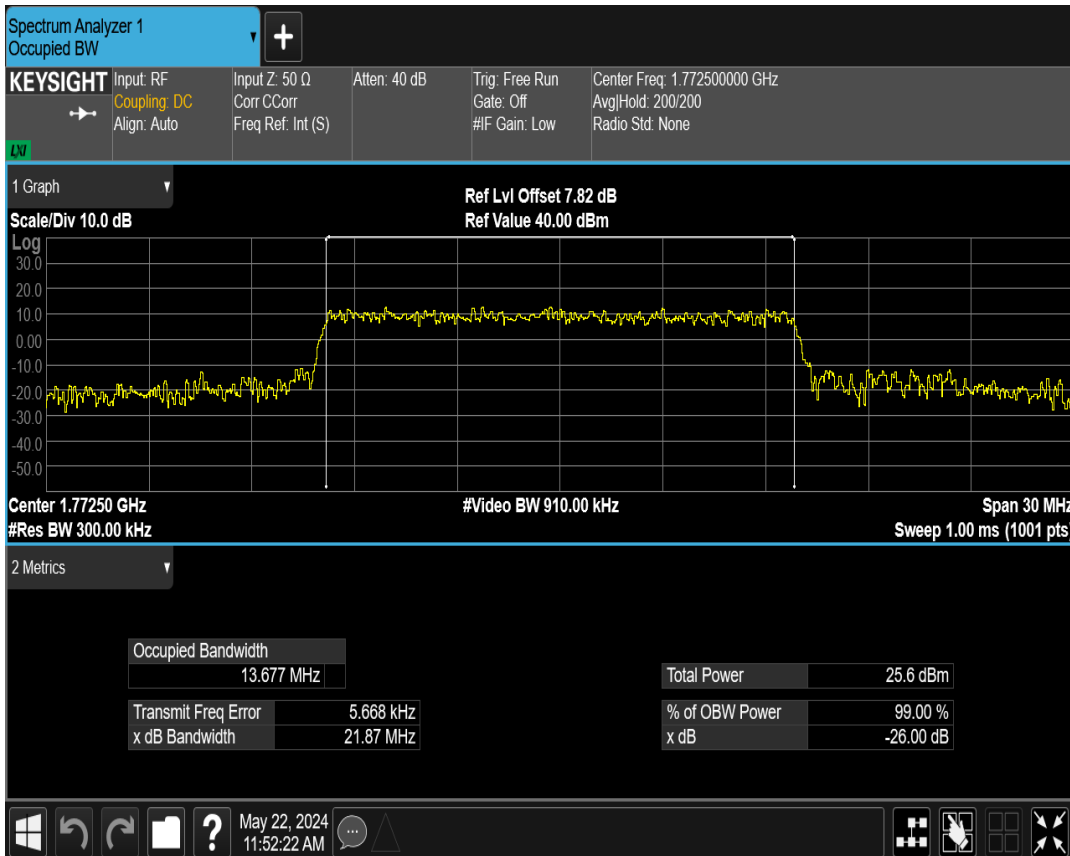 Spectrum Analyzer 1
Occupied BW
KEYSIGHT
LXI
Input: RF
Coupling: DC
Align: Auto
Input Z: 50 Ω
Corr CCorr
Freq Ref: Int (S)
Atten: 40 dB
Trig: Free Run
Gate: Off
#IF Gain: Low
Center Freq: 1.772500000 GHz
Avg|Hold: 200/200
Radio Std: None
1 Graph
Scale/Div 10.0 dB
Ref Lvl Offset 7.82 dB
Ref Value 40.00 dBm
Log
30.0
20.0
10.0
0.00
-10.0
-20.0
-30.0
-40.0
-50.0
Center 1.77250 GHz
#Video BW 910.00 kHz
Span 30 MHz
#Res BW 300.00 kHz
Sweep 1.00 ms (1001 pts)
2 Metrics
Occupied Bandwidth
13.677 MHz
Transmit Freq Error 5.668 kHz
x dB Bandwidth 21.87 MHz
Total Power 25.6 dBm
% of OBW Power 99.00 %
x dB -26.00 dB
May 22, 2024
11:52:22 AM